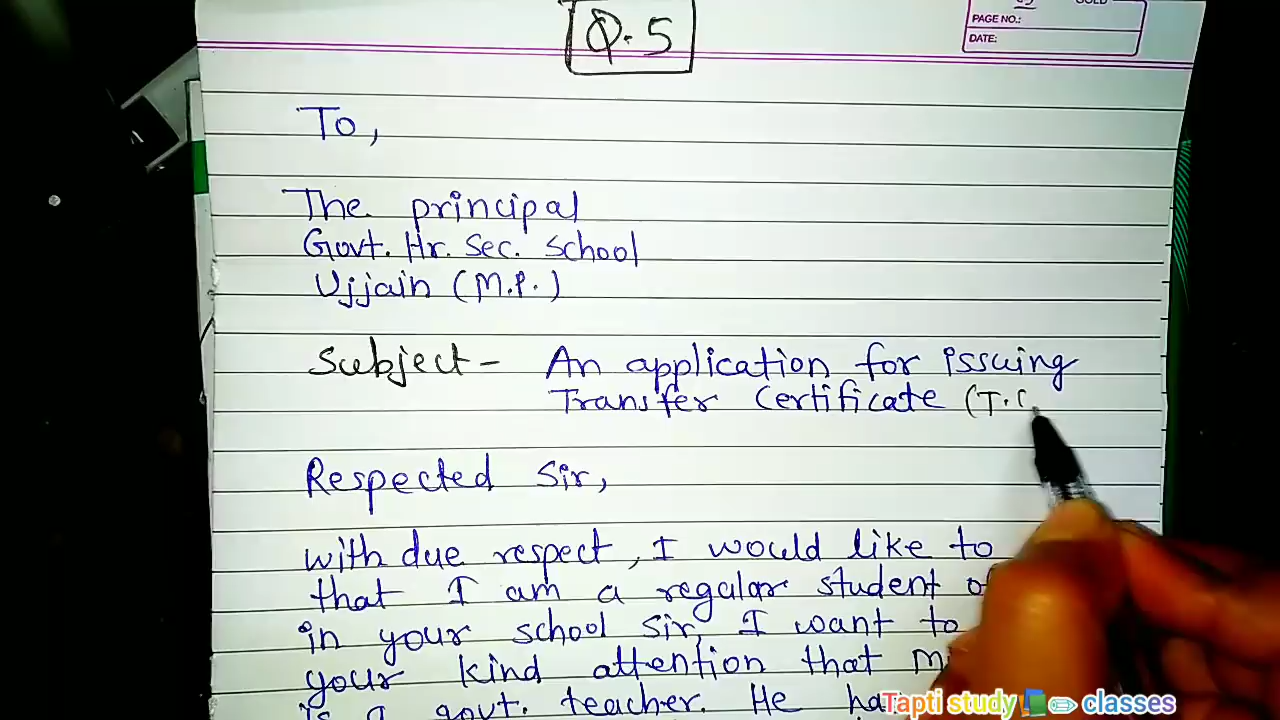 Q.5
PAGE NO.:
DATE:
To,
The principal
Govt. Hr. Sec. school
Ujjain (M.P.)
Subject - An application for issuing
Transfer Certificate (T.C
Respected Sir,
with due respect, I would like to
that I am a regular student
in your school sir, I want to
your kind attention that
is a govt. teacher. He
Tapti study classes